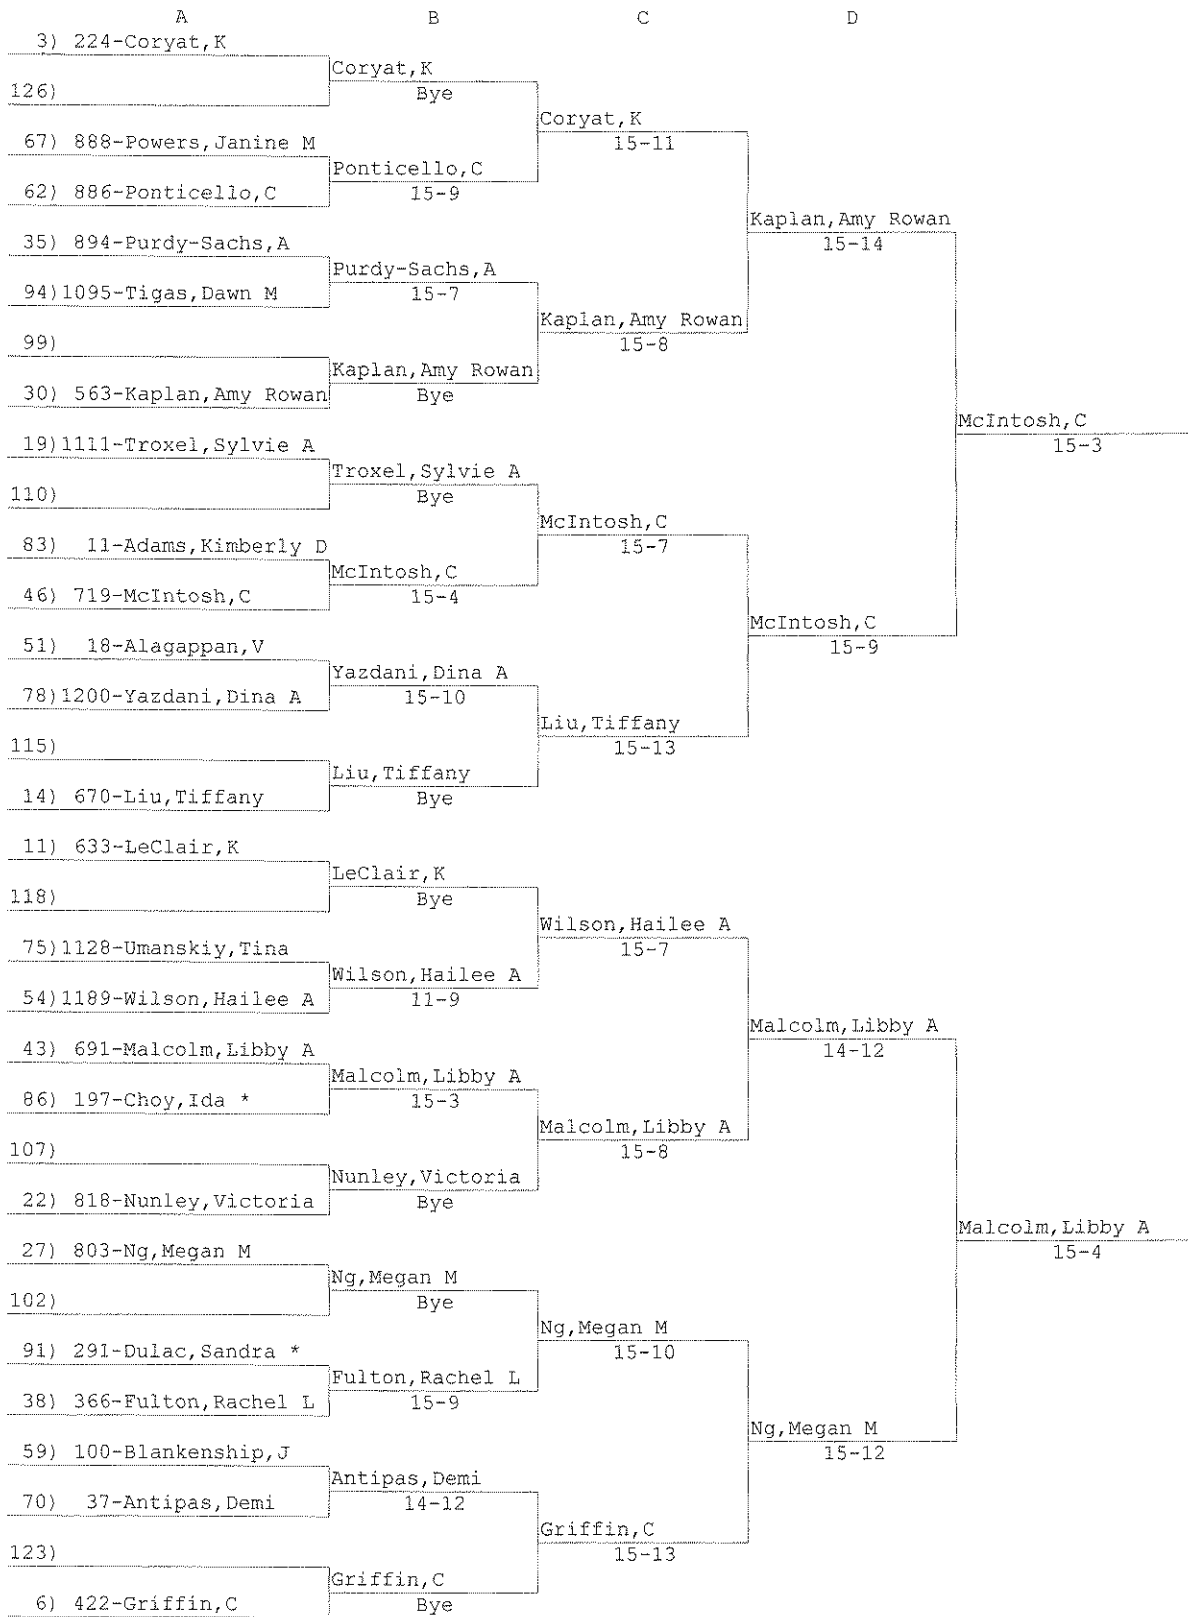 A B C D
3) 224-Coryat,K
Coryat,K
126) Bye
Coryat,K
67) 888-Powers,Janine M 15-11
Ponticello,C
62) 886-Ponticello,C 15-9
Kaplan,Amy Rowan
35) 894-Purdy-Sachs,A 15-14
Purdy-Sachs,A
94)1095-Tigas,Dawn M 15-7
Kaplan,Amy Rowan
99) 15-8
Kaplan,Amy Rowan
30) 563-Kaplan,Amy Rowan Bye
McIntosh,C
19)1111-Troxel,Sylvie A 15-3
Troxel,Sylvie A
110) Bye
McIntosh,C
83) 11-Adams,Kimberly D 15-7
McIntosh,C
46) 719-McIntosh,C 15-4
McIntosh,C
51) 18-Alagappan,V 15-9
Yazdani,Dina A
78)1200-Yazdani,Dina A 15-10
Liu,Tiffany
115) 15-13
Liu,Tiffany
14) 670-Liu,Tiffany Bye
11) 633-LeClair,K
LeClair,K
118) Bye
Wilson,Hailee A
75)1128-Umanskiy,Tina 15-7
Wilson,Hailee A
54)1189-Wilson,Hailee A 11-9
Malcolm,Libby A
43) 691-Malcolm,Libby A 14-12
Malcolm,Libby A
86) 197-Choy,Ida * 15-3
Malcolm,Libby A
107) 15-8
Nunley,Victoria
22) 818-Nunley,Victoria Bye
Malcolm,Libby A
27) 803-Ng,Megan M 15-4
Ng,Megan M
102) Bye
Ng,Megan M
91) 291-Dulac,Sandra * 15-10
Fulton,Rachel L
38) 366-Fulton,Rachel L 15-9
Ng,Megan M
59) 100-Blankenship,J 15-12
Antipas,Demi
70) 37-Antipas,Demi 14-12
Griffin,C
123) 15-13
Griffin,C
6) 422-Griffin,C Bye